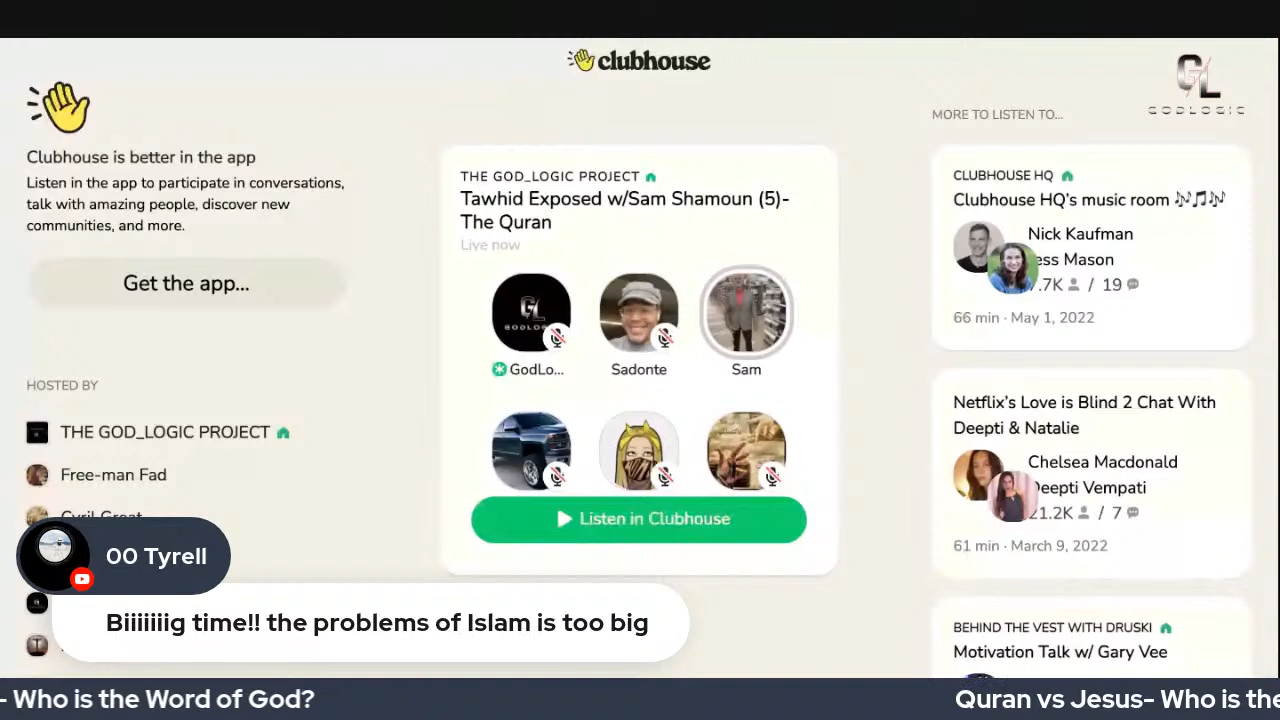 clubhouse
GL
GODLOGIC
Clubhouse is better in the app
Listen in the app to participate in conversations,
talk with amazing people, discover new
communities, and more.
Get the app...
HOSTED BY
THE GOD_LOGIC PROJECT
Free-man Fad
Cyril Great
THE GOD_LOGIC PROJECT
Tawhid Exposed w/Sam Shamoun (5)-
The Quran
Live now
GL
GodLo...
Sadonte
Sam
Listen in Clubhouse
MORE TO LISTEN TO...
CLUBHOUSE HQ
Clubhouse HQ's music room 🎶🎵🎶
Nick Kaufman
ess Mason
7.7K / 19
66 min · May 1, 2022
Netflix's Love is Blind 2 Chat With
Deepti & Natalie
Chelsea Macdonald
Deepti Vempati
21.2K / 7
61 min · March 9, 2022
BEHIND THE VEST WITH DRUSKI
Motivation Talk w/ Gary Vee
00 Tyrell
Biiiiiiig time!! the problems of Islam is too big
- Who is the Word of God?
Quran vs Jesus- Who is the